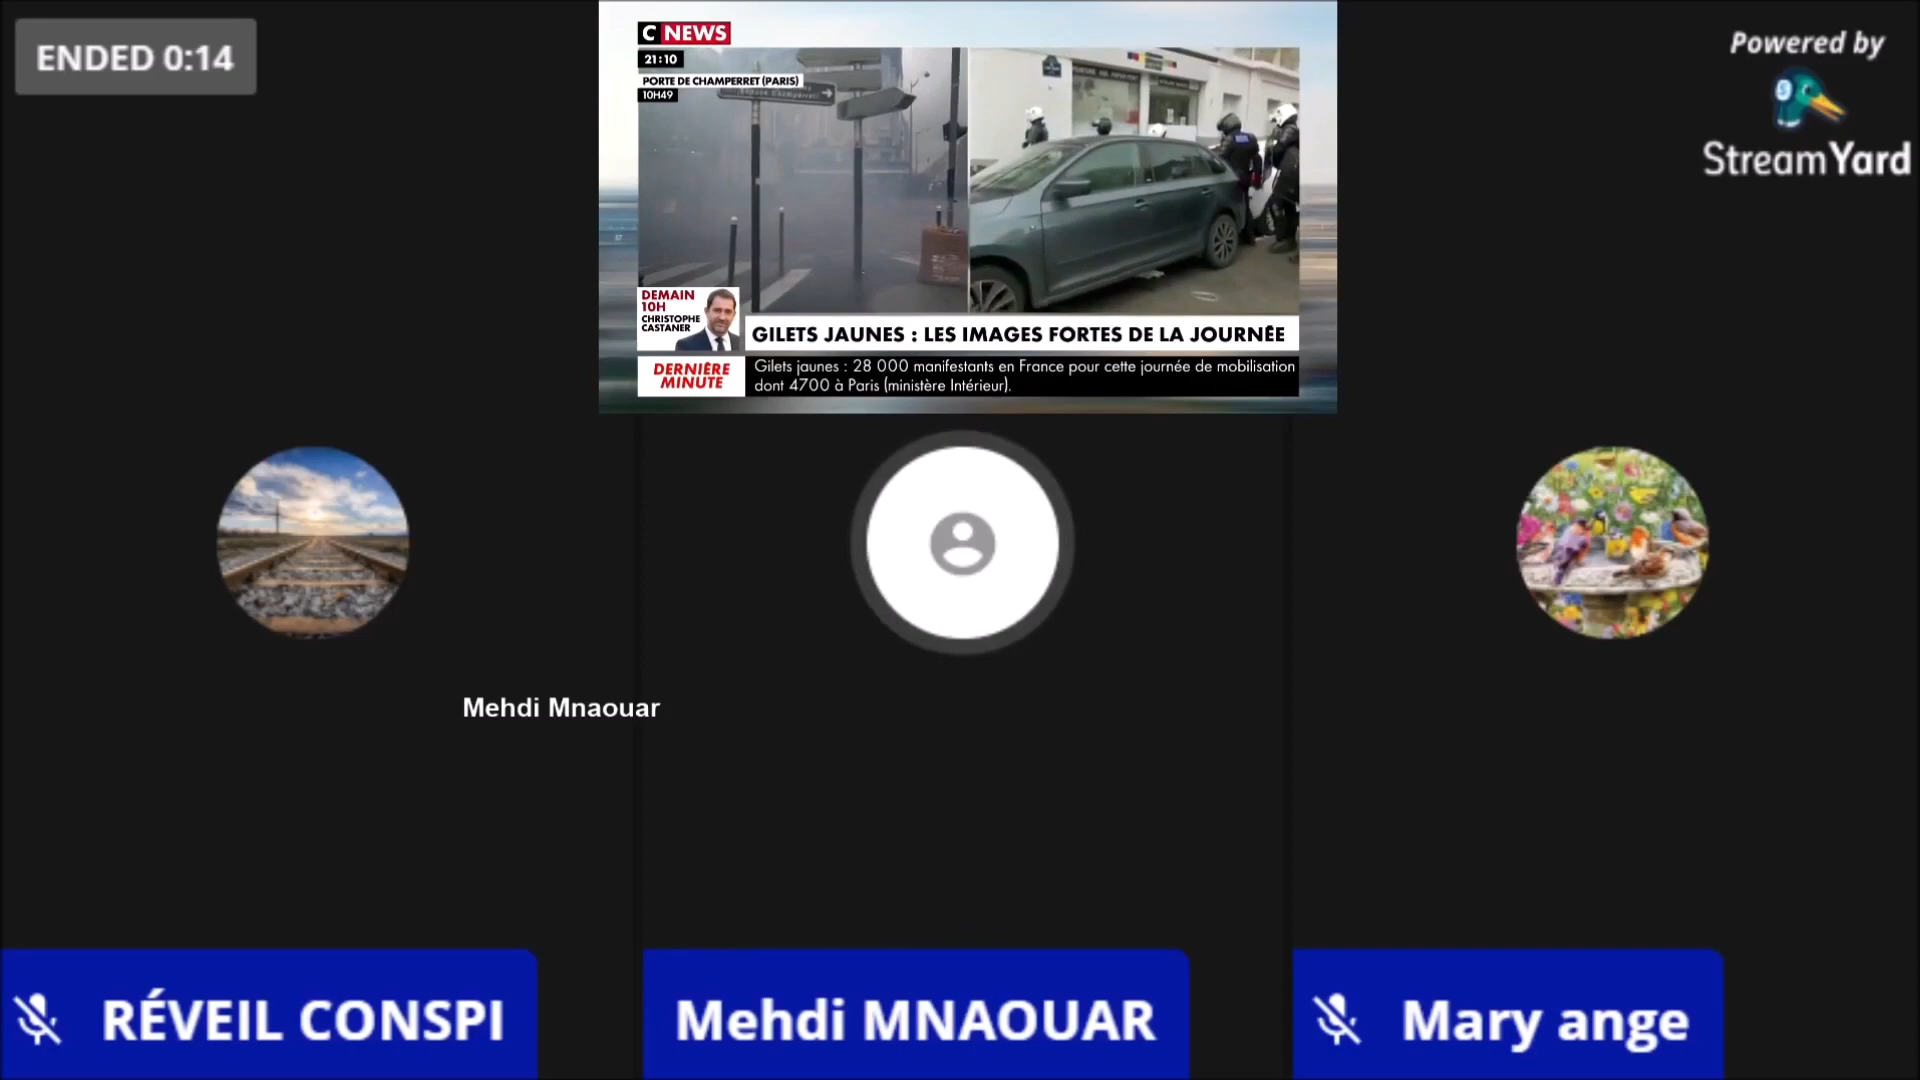 ENDED 0:14
Powered by
StreamYard
C NEWS
21:10
PORTE DE CHAMPERRET (PARIS)
10H49
DEMAIN
10H
CHRISTOPHE
CASTANER
GILETS JAUNES : LES IMAGES FORTES DE LA JOURNÉE
DERNIÈRE
MINUTE
Gilets jaunes : 28 000 manifestants en France pour cette journée de mobilisation
dont 4700 à Paris (ministère Intérieur).
Mehdi Mnaouar
RÉVEIL CONSPI
Mehdi MNAOUAR
Mary ange